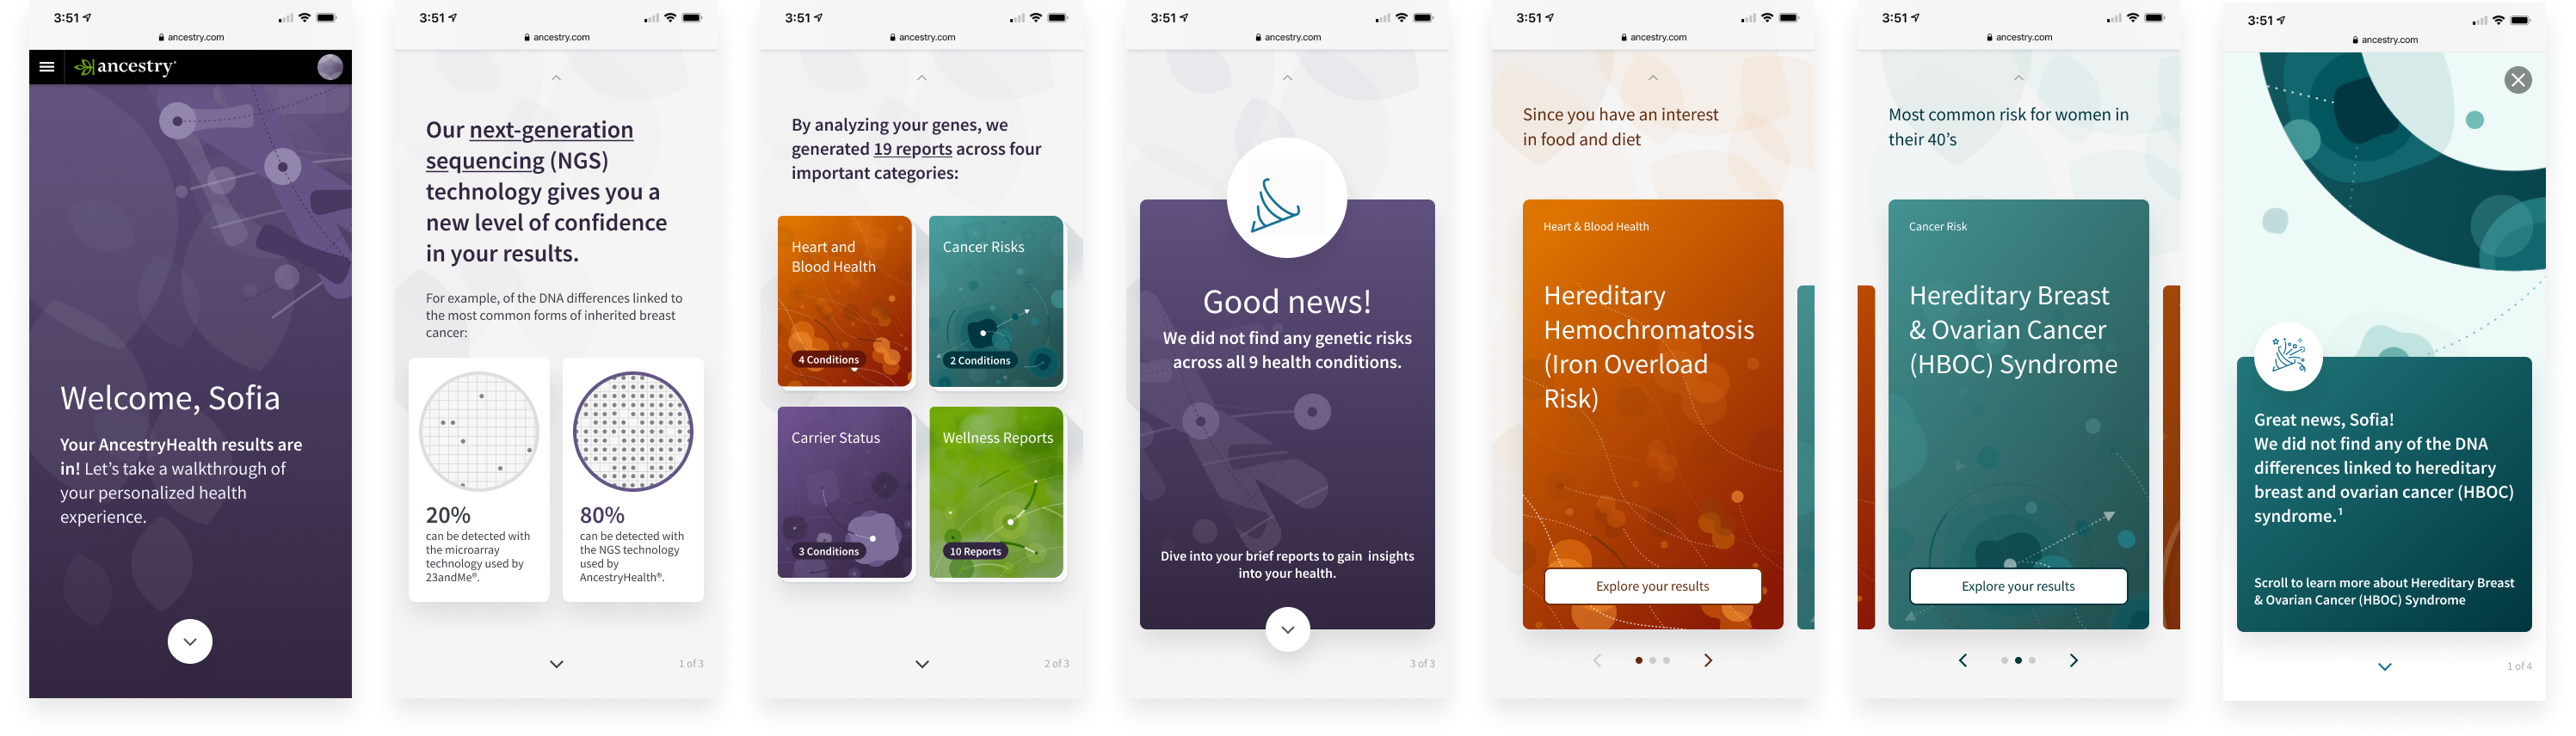 3:51
ancestry.com
ancestry
Welcome, Sofia
Your AncestryHealth results are
in! Let's take a walkthrough of
your personalized health
experience.
3:51
ancestry.com
Our next-generation
sequencing (NGS)
technology gives you a
new level of confidence
in your results.
For example, of the DNA differences linked to
the most common forms of inherited breast
cancer:
20%
can be detected with
the microarray
technology used by
23andMe®.
80%
can be detected with
the NGS technology
used by
AncestryHealth®.
1 of 3
3:51
ancestry.com
By analyzing your genes, we
generated 19 reports across four
important categories:
Heart and
Blood Health
4 Conditions
Cancer Risks
2 Conditions
Carrier Status
3 Conditions
Wellness Reports
10 Reports
2 of 3
3:51
ancestry.com
Good news!
We did not find any genetic risks
across all 9 health conditions.
Dive into your brief reports to gain insights
into your health.
3 of 3
3:51
ancestry.com
Since you have an interest
in food and diet
Heart & Blood Health
Hereditary
Hemochromatosis
(Iron Overload
Risk)
Explore your results
3:51
ancestry.com
Most common risk for women in
their 40's
Cancer Risk
Hereditary Breast
& Ovarian Cancer
(HBOC) Syndrome
Explore your results
3:51
ancestry.com
Great news, Sofia!
We did not find any of the DNA
differences linked to hereditary
breast and ovarian cancer (HBOC)
syndrome.¹
Scroll to learn more about Hereditary Breast
& Ovarian Cancer (HBOC) Syndrome
1 of 4